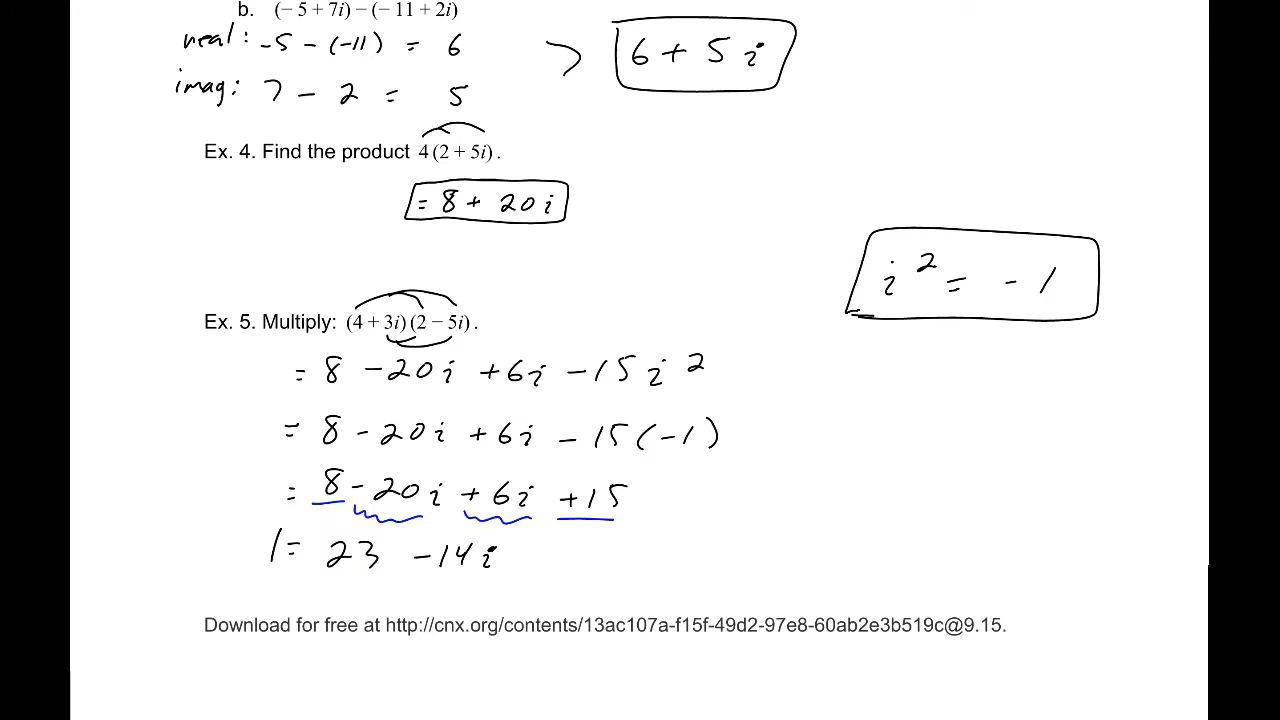 b. (− 5 + 7i) − (− 11 + 2i)
real: -5 - (-11) = 6
imag: 7 - 2 = 5
6 + 5i
Ex. 4. Find the product 4 (2 + 5i) .
= 8 + 20i
i² = -1
Ex. 5. Multiply: (4 + 3i) (2 − 5i) .
= 8 - 20i + 6i - 15i²
= 8 - 20i + 6i - 15(-1)
= 8 - 20i + 6i + 15
= 23 - 14i
Download for free at http://cnx.org/contents/13ac107a-f15f-49d2-97e8-60ab2e3b519c@9.15.